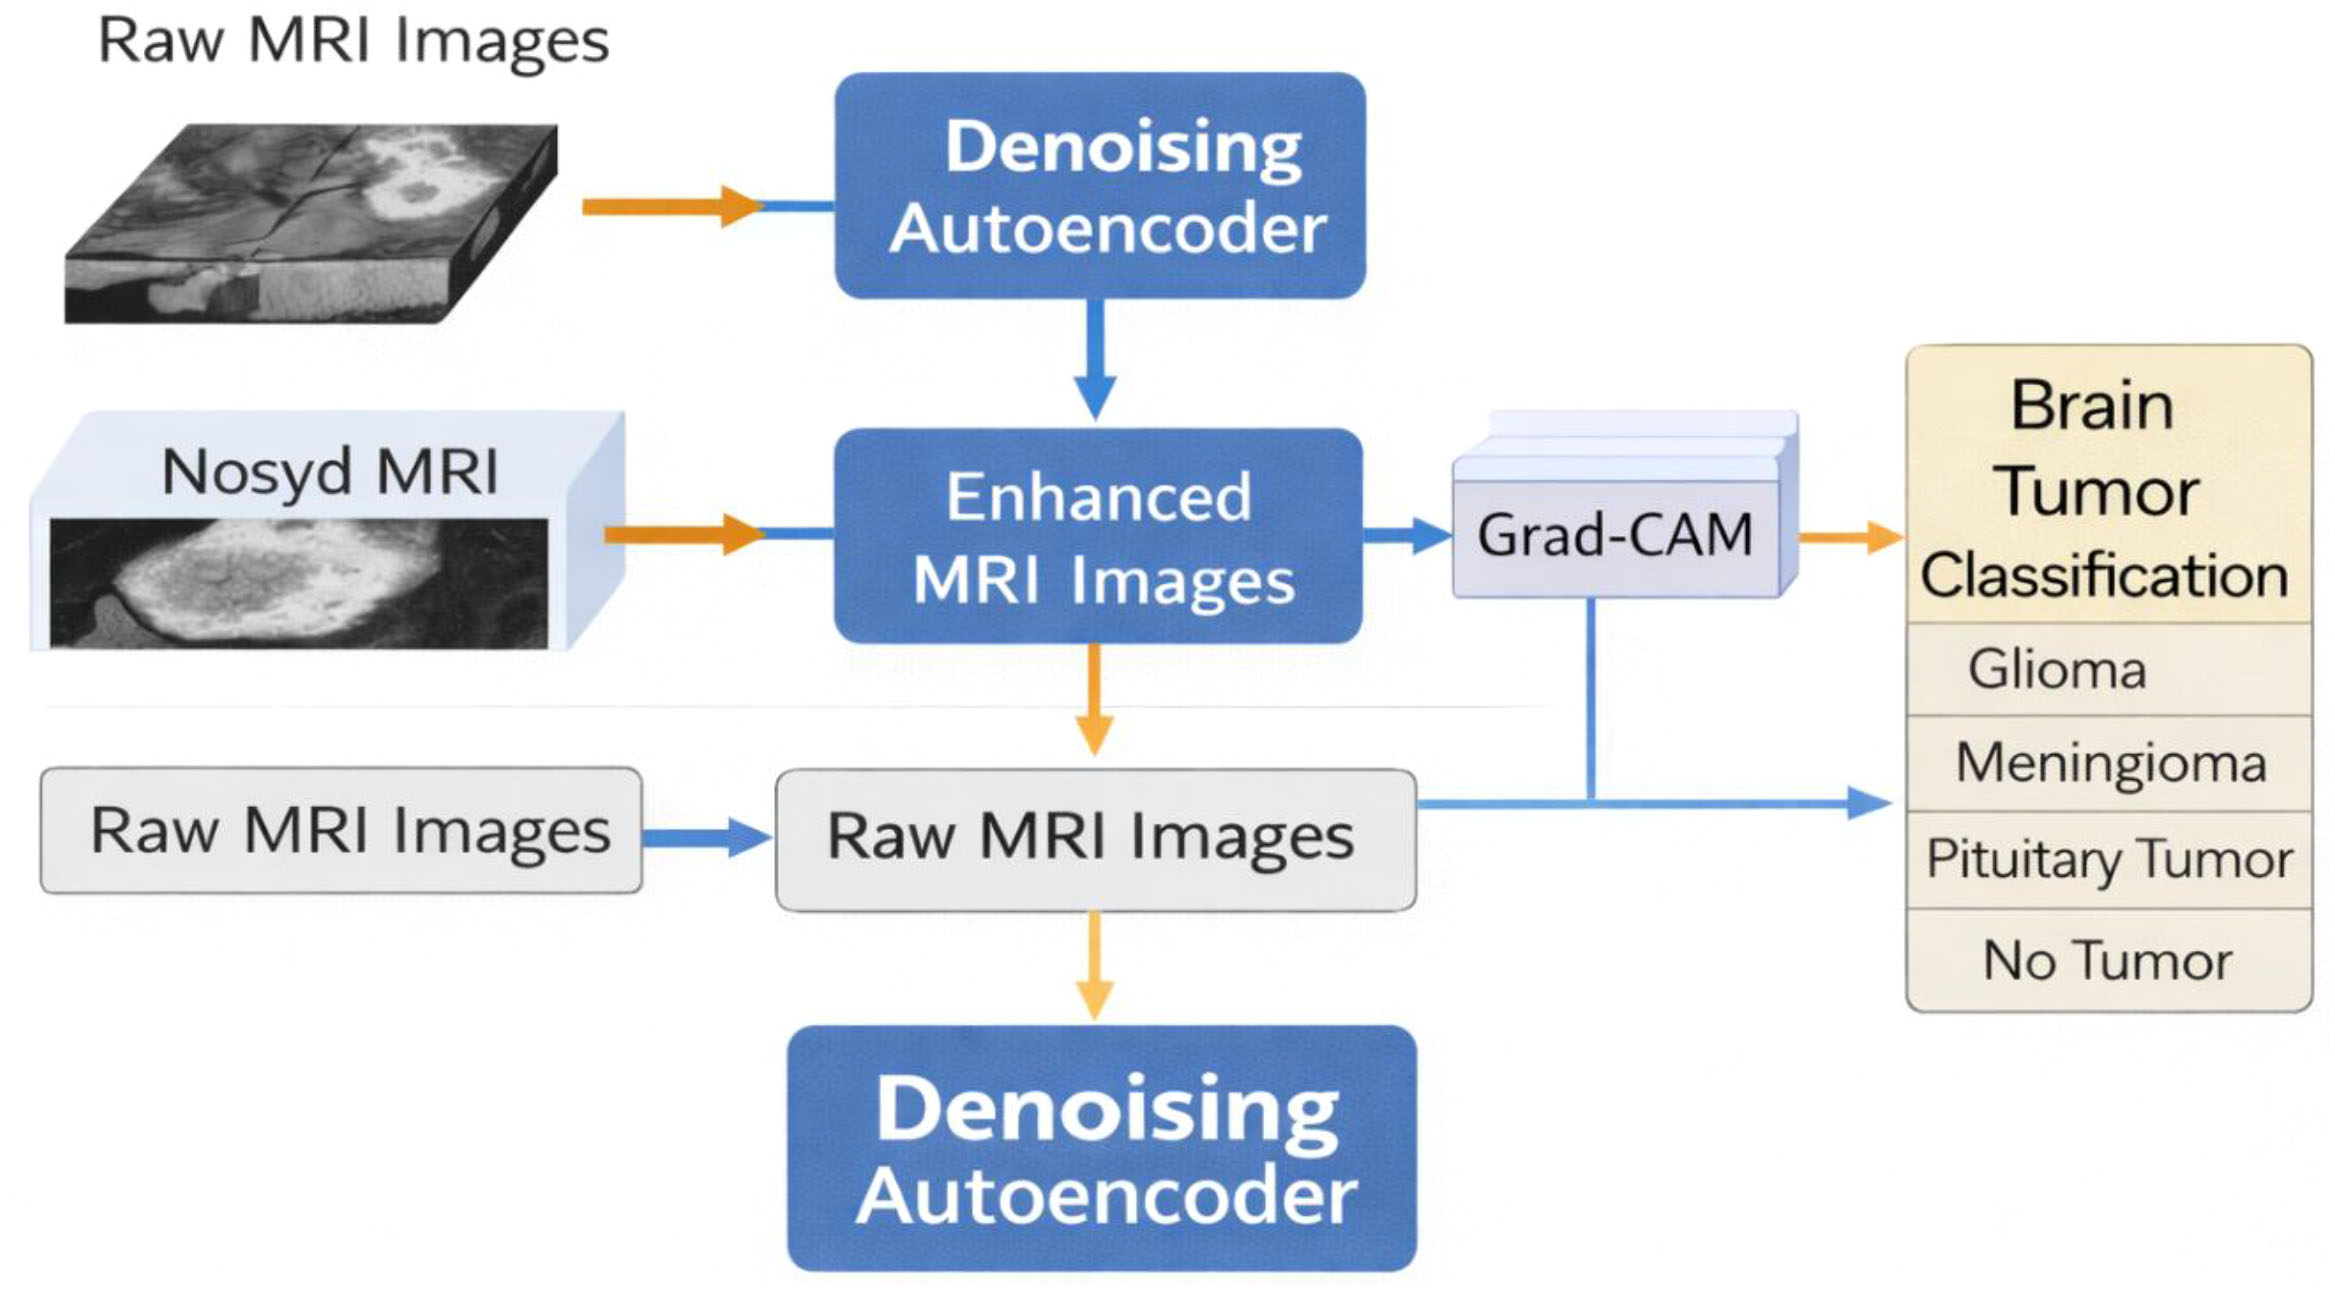 Raw MRI Images
Denoising
Autoencoder
Nosyd MRI
Enhanced
MRI Images
Grad-CAM
Brain
Tumor
Classification
Glioma
Meningioma
Pituitary Tumor
No Tumor
Raw MRI Images
Raw MRI Images
Denoising
Autoencoder